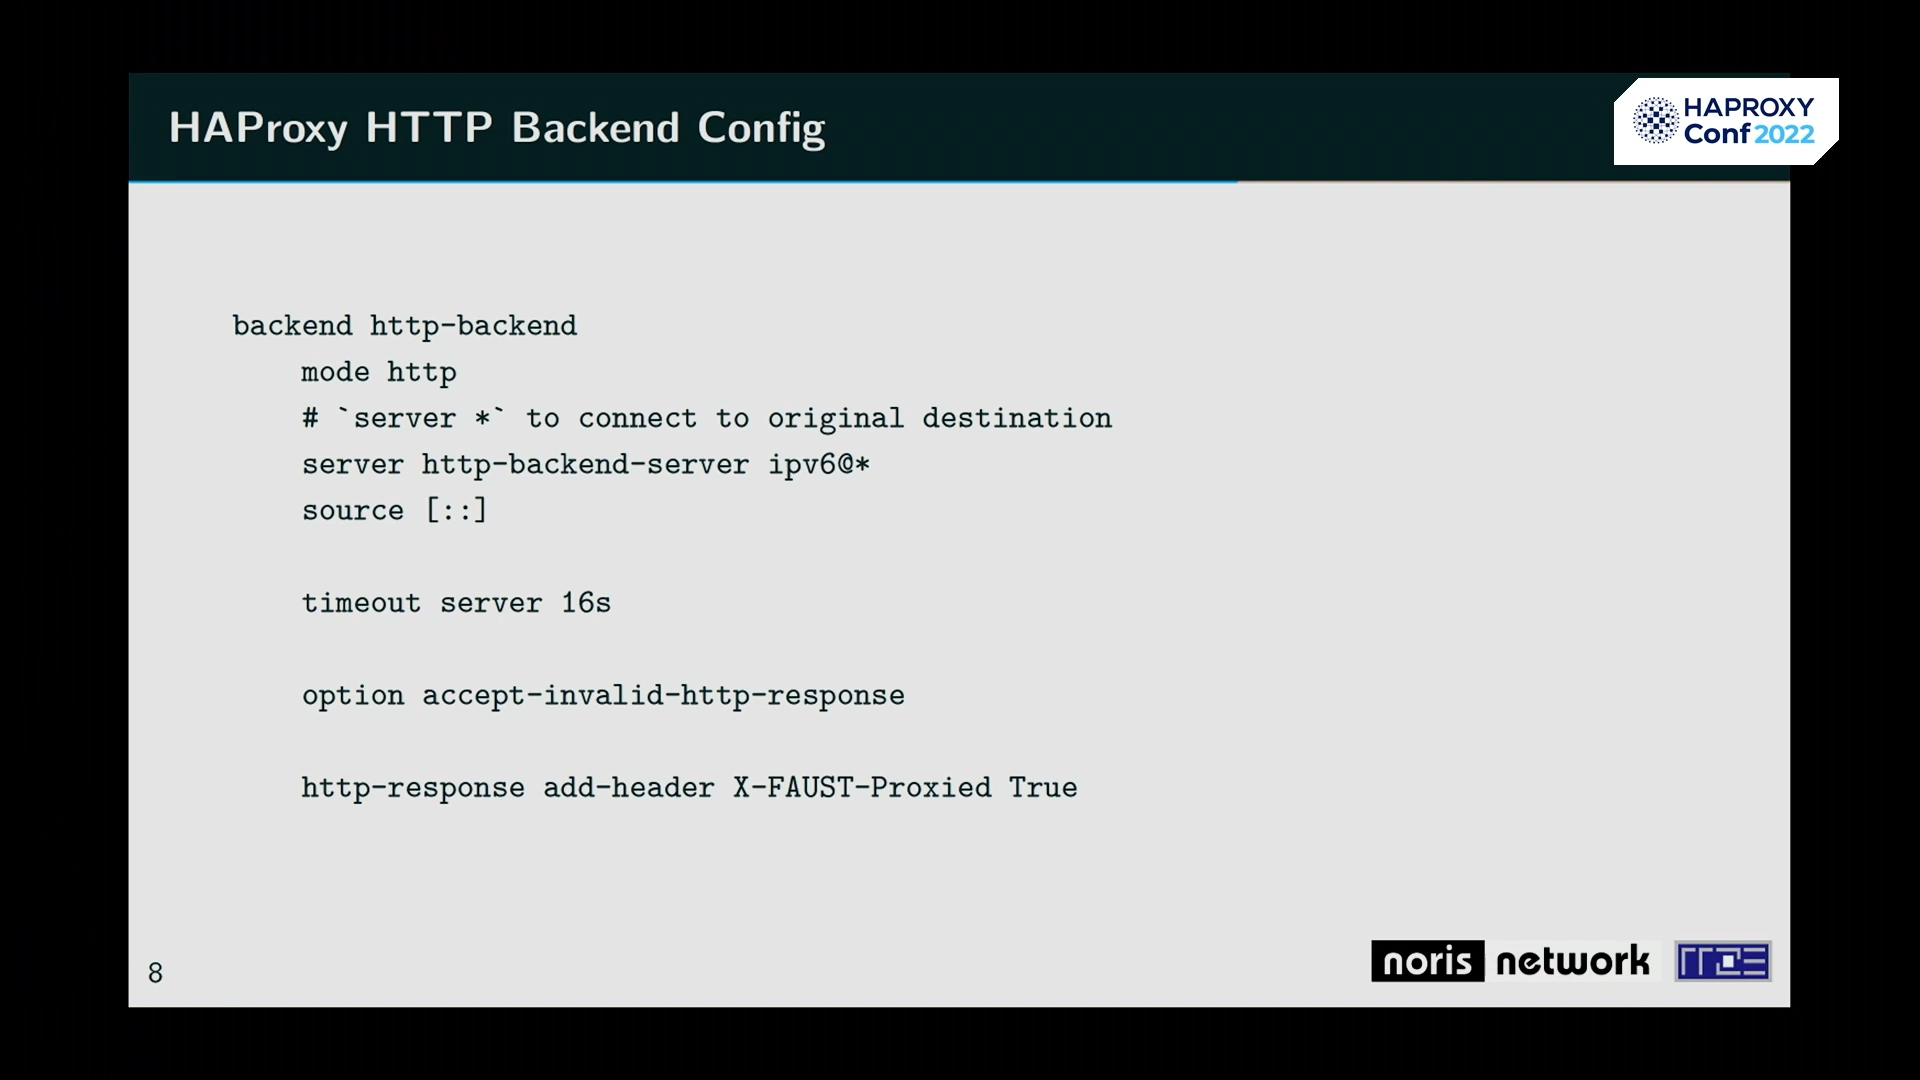 HAProxy HTTP Backend Config
HAPROXY
Conf 2022
backend http-backend
mode http
# `server *` to connect to original destination
server http-backend-server ipv6@*
source [::]
timeout server 16s
option accept-invalid-http-response
http-response add-header X-FAUST-Proxied True
8
noris network